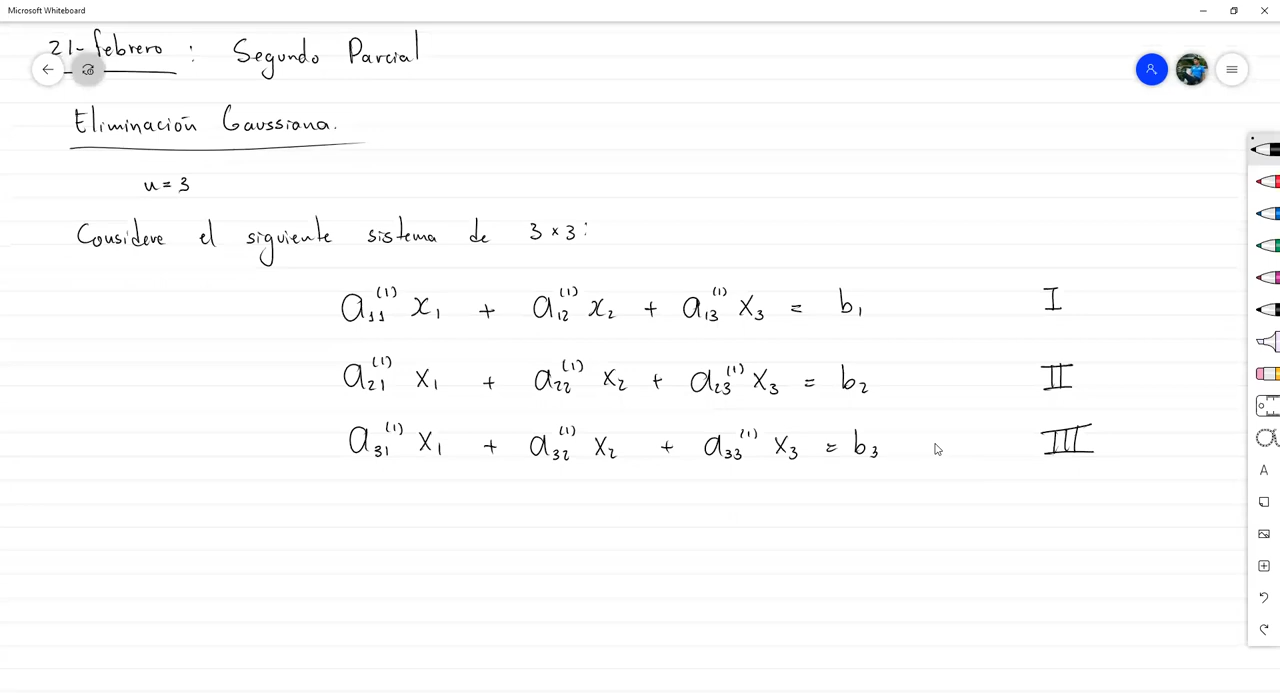 Microsoft Whiteboard
21-febrero : Segundo Parcial
Eliminación Gaussiana.
n = 3
Considere el siguiente sistema de 3 × 3:
a₁₁⁽¹⁾ x₁ + a₁₂⁽¹⁾ x₂ + a₁₃⁽¹⁾ x₃ = b₁ I
a₂₁⁽¹⁾ x₁ + a₂₂⁽¹⁾ x₂ + a₂₃⁽¹⁾ x₃ = b₂ II
a₃₁⁽¹⁾ x₁ + a₃₂⁽¹⁾ x₂ + a₃₃⁽¹⁾ x₃ = b₃ III